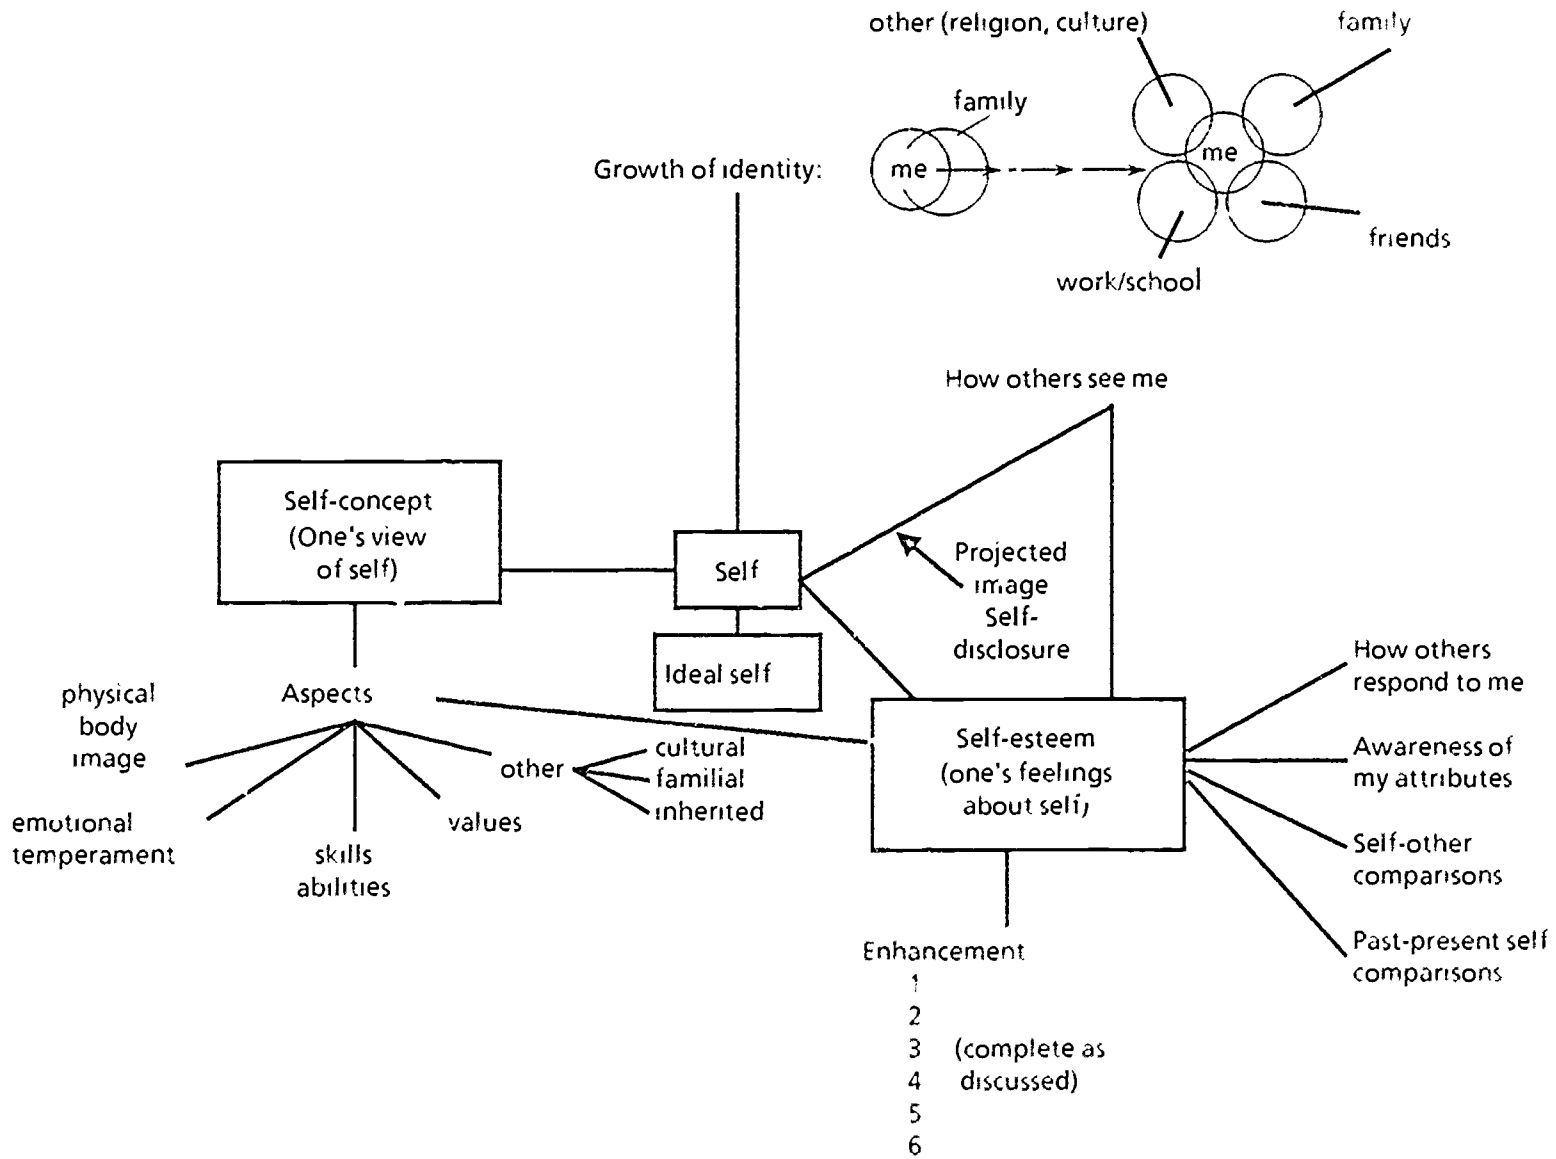 other (religion, culture)
family
family
Growth of identity:
me
me
friends
work/school
How others see me
Self-concept
(One's view
of self)
Self
Projected
image
Self-
disclosure
Ideal self
How others
respond to me
physical
body
image
Aspects
Self-esteem
(one's feelings
about self)
Awareness of
my attributes
other
cultural
familial
inherited
emotional
temperament
values
skills
abilities
Self-other
comparisons
Past-present self
comparisons
Enhancement
1
2
3 (complete as
4 discussed)
5
6